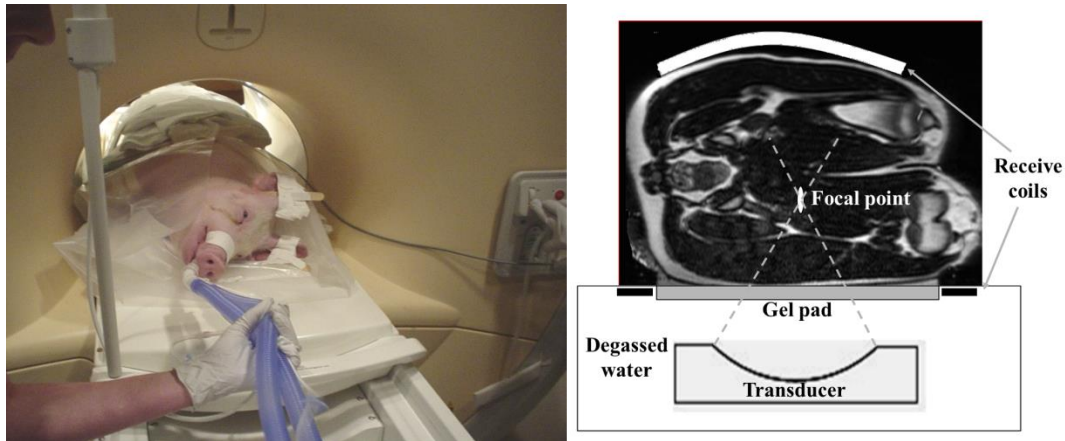 Receive
coils
Focal point
Gel pad
Degassed
water
Transducer